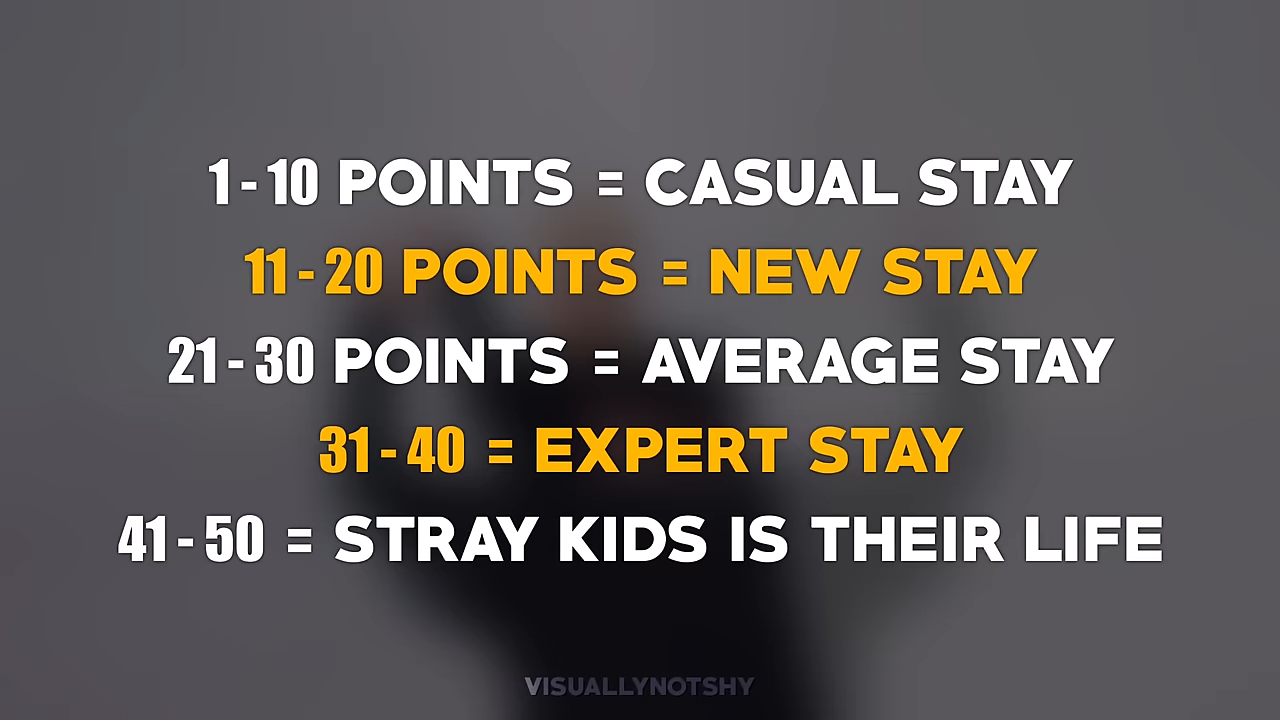 1-10 POINTS = CASUAL STAY
11-20 POINTS = NEW STAY
21-30 POINTS = AVERAGE STAY
31-40 = EXPERT STAY
41-50 = STRAY KIDS IS THEIR LIFE
VISUALLYNOTSHY